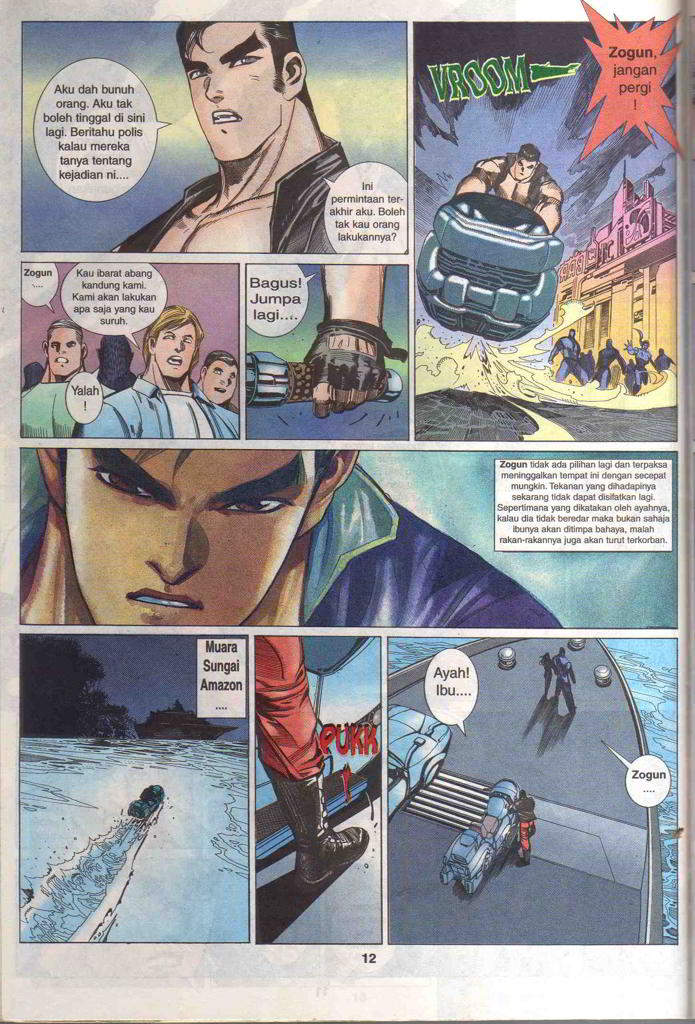 Aku dah bunuh
orang. Aku tak
boleh tinggal di sini
lagi. Beritahu polis
kalau mereka
tanya tentang
kejadian ni....
Ini
permintaan ter-
akhir aku. Boleh
tak kau orang
lakukannya?
VROOM
Zogun,
jangan
pergi
!
Zogun
....
Kau ibarat abang
kandung kami.
Kami akan lakukan
apa saja yang kau
suruh.
Yalah
!
Bagus!
Jumpa
lagi....
Zogun tidak ada pilihan lagi dan terpaksa
meninggalkan tempat ini dengan secepat
mungkin. Tekanan yang dihadapinya
sekarang tidak dapat disifatkan lagi.
Sepertimana yang dikatakan oleh ayahnya,
kalau dia tidak beredar maka bukan sahaja
ibunya akan ditimpa bahaya, malah
rakan-rakannya juga akan turut terkorban.
Muara
Sungai
Amazon
....
PUKK
!
Ayah!
Ibu....
Zogun
....
12